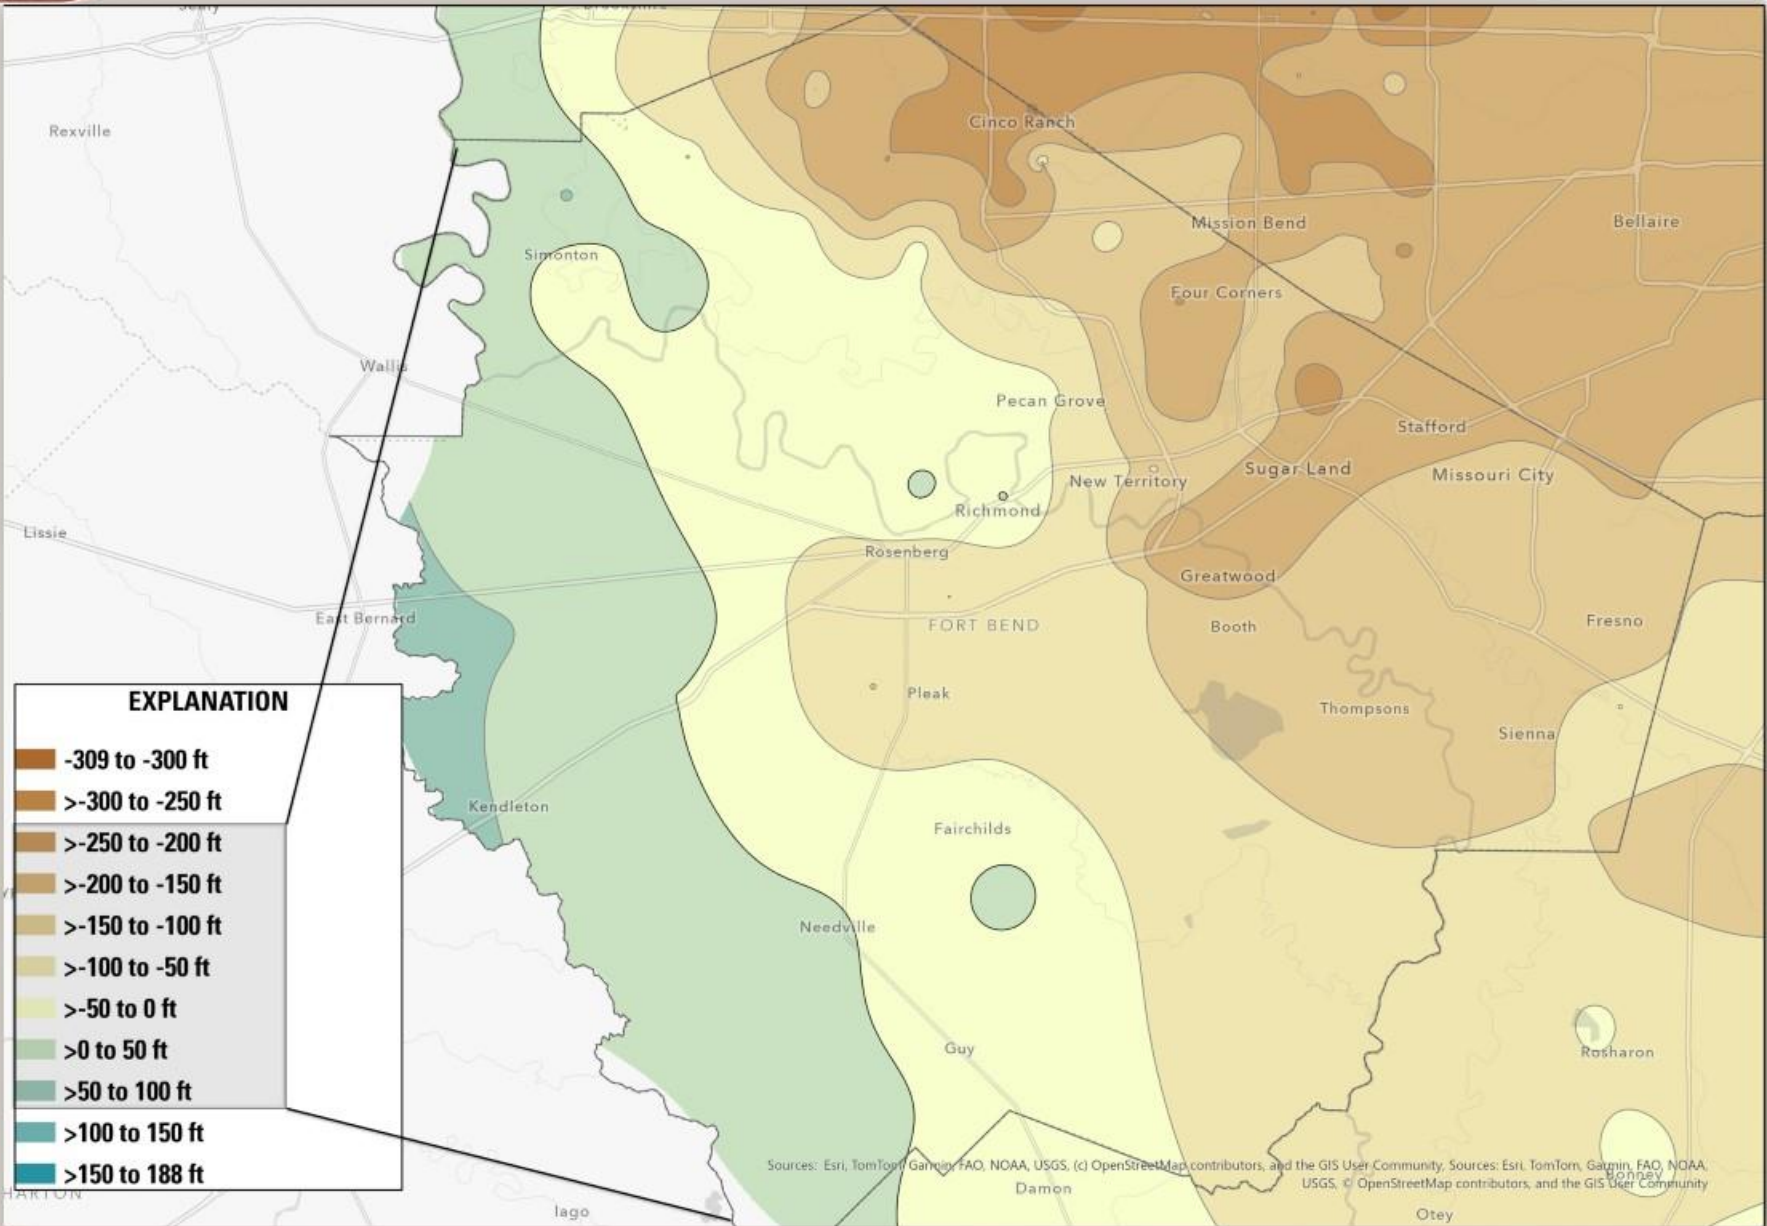 Sealy
Brookshire
Rexville
Cinco Ranch
Mission Bend
Bellaire
Simonton
Four Corners
Wallis
Pecan Grove
Stafford
Sugar Land
Missouri City
New Territory
Richmond
Lissie
Rosenberg
Greatwood
East Bernard
FORT BEND
Booth
Fresno
Pleak
Thompsons
Sienna
Kendleton
Fairchilds
Needville
Guy
Rosharon
EXPLANATION
-309 to -300 ft
>-300 to -250 ft
>-250 to -200 ft
>-200 to -150 ft
>-150 to -100 ft
>-100 to -50 ft
>-50 to 0 ft
>0 to 50 ft
>50 to 100 ft
>100 to 150 ft
>150 to 188 ft
HARTON
Sources: Esri, TomTom, Garmin, FAO, NOAA, USGS, (c) OpenStreetMap contributors, and the GIS User Community, Sources: Esri, TomTom, Garmin, FAO, NOAA,
USGS, © OpenStreetMap contributors, and the GIS User Community
Bonney
Damon
Iago
Otey